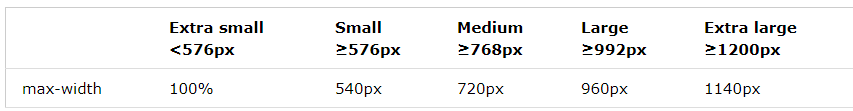 Extra small Small Medium Large Extra large
<576px ≥576px ≥768px ≥992px ≥1200px
max-width 100% 540px 720px 960px 1140px